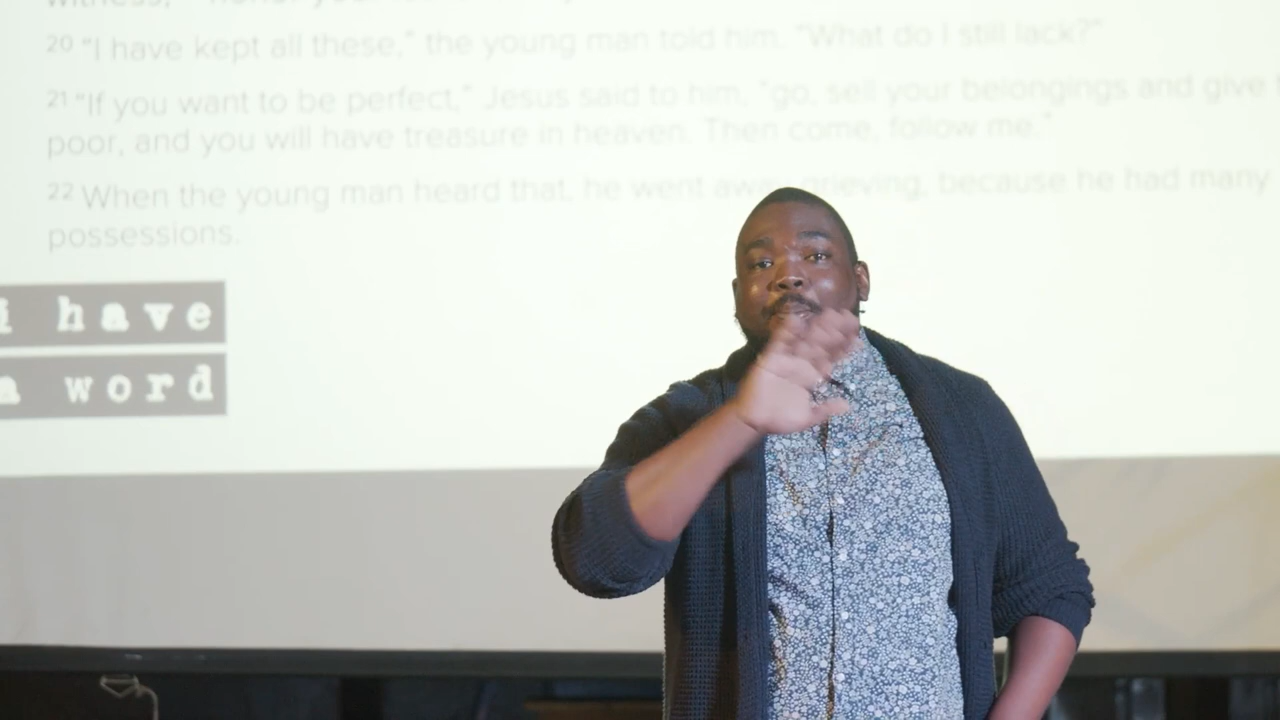 witness;
20 "I have kept all these," the young man told him. "What do I still lack?"
21 "If you want to be perfect," Jesus said to him, "go, sell your belongings and give
poor, and you will have treasure in heaven. Then come, follow me."
22 When the young man heard that, he went away grieving, because he had many
possessions.
i have
a word